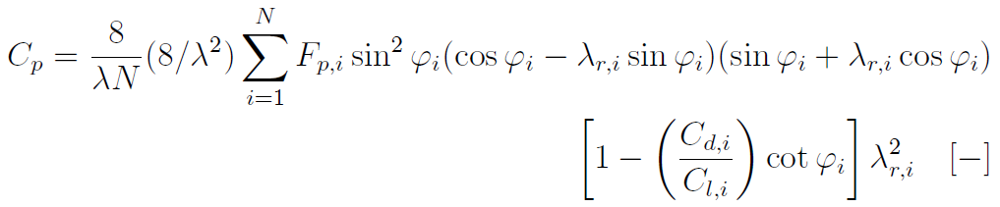 C_p = \frac{8}{\lambda N}(8/\lambda^2) \sum_{i=1}^{N} F_{p,i} \sin^2 \varphi_i (\cos \varphi_i - \lambda_{r,i} \sin \varphi_i)(\sin \varphi_i + \lambda_{r,i} \cos \varphi_i)
\left[ 1 - \left( \frac{C_{d,i}}{C_{l,i}} \right) \cot \varphi_i \right] \lambda_{r,i}^2 \quad [-]